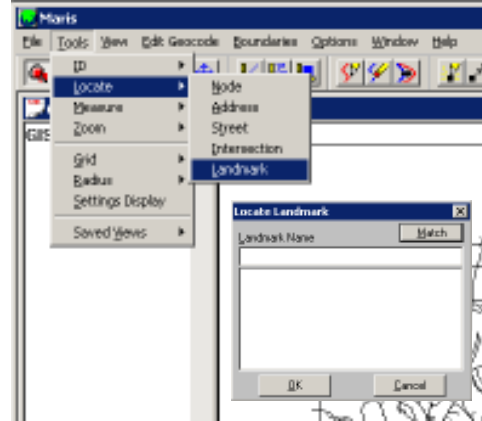 Maris
File Tools View Edit Geocode Boundaries Options Window Help
ID
Locate
Measure
Zoom
Grid
Radius
Settings Display
Saved Views
Node
Address
Street
Intersection
Landmark
GIS
Locate Landmark
Landmark Name
Match
OK
Cancel